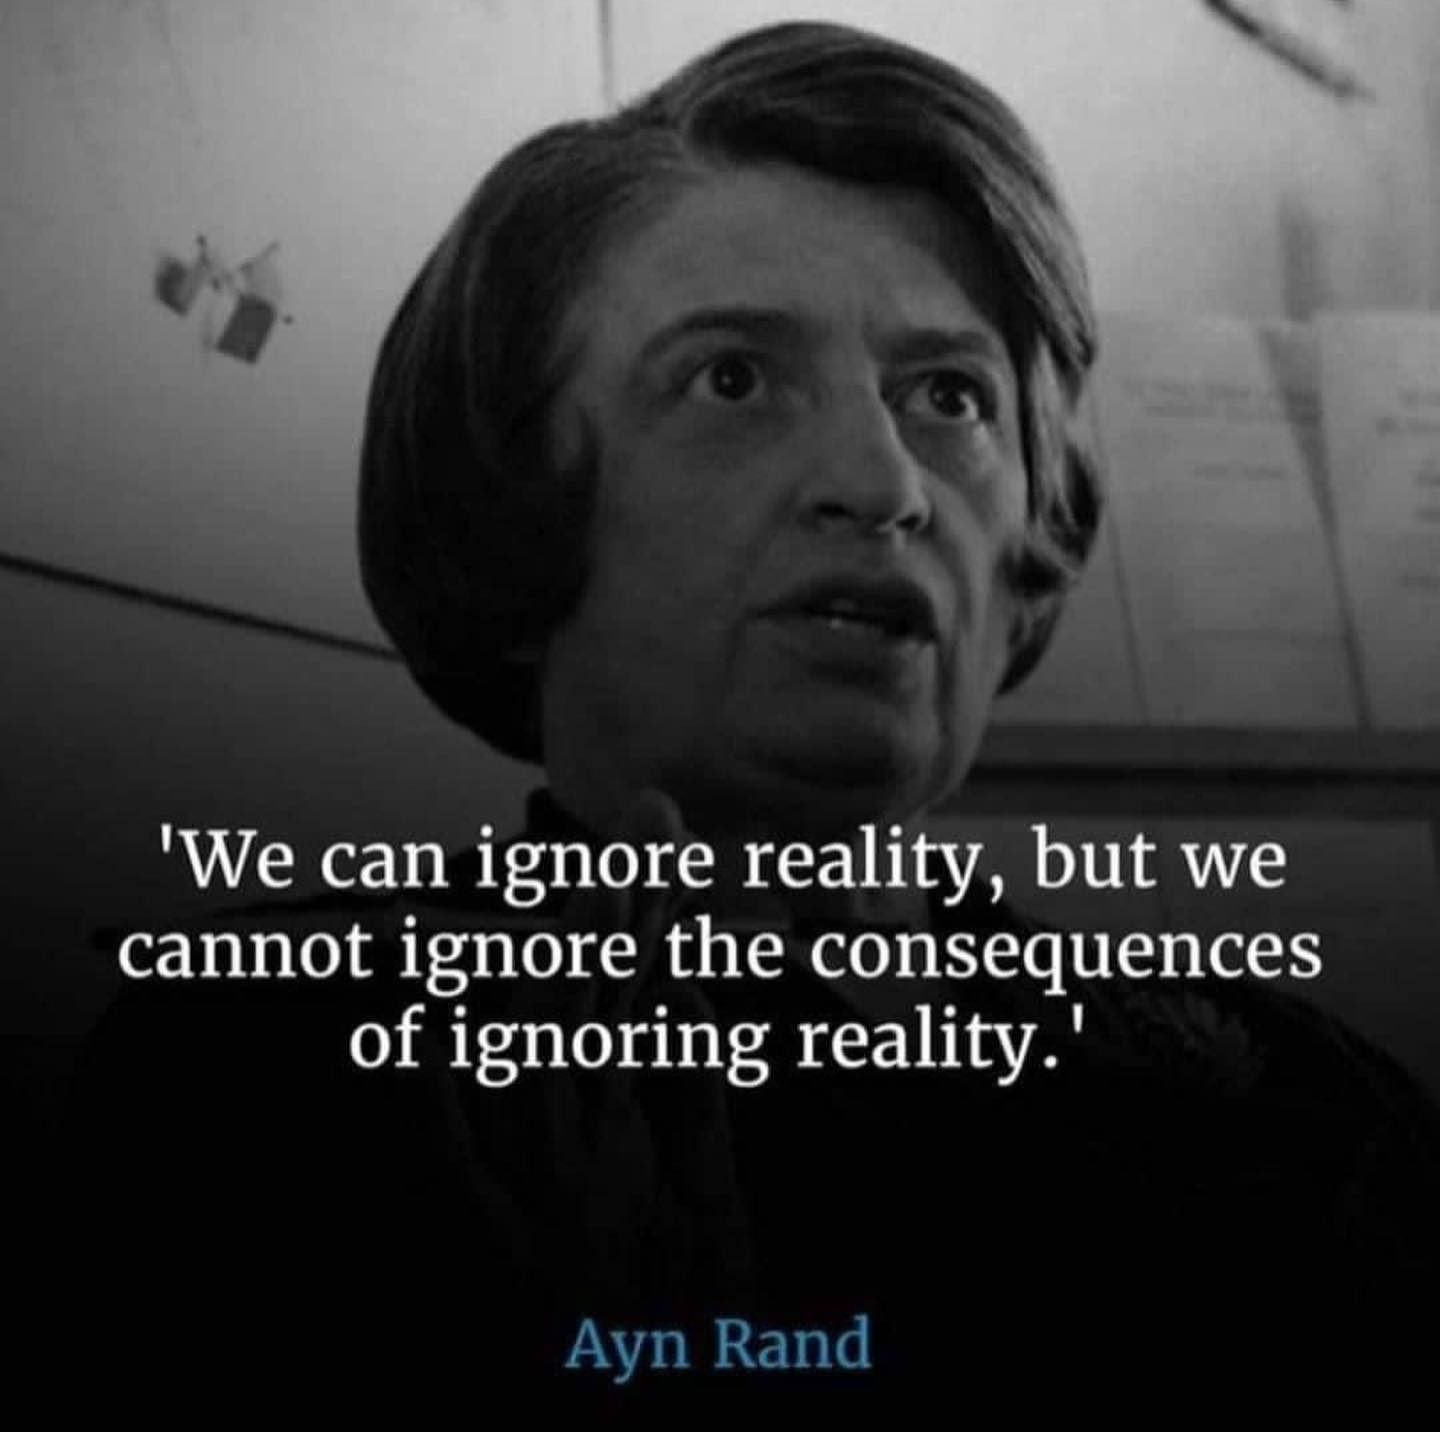 'We can ignore reality, but we
cannot ignore the consequences
of ignoring reality.'
Ayn Rand